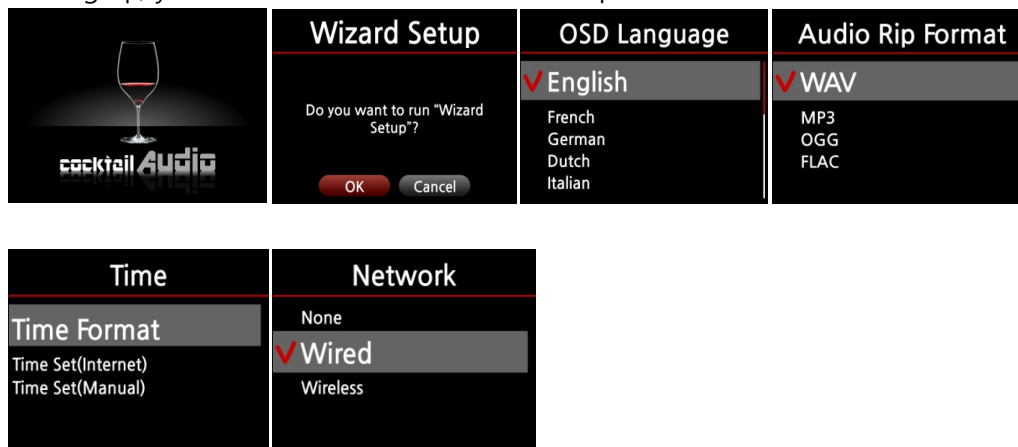 cocktail Audio
Wizard Setup
Do you want to run “Wizard
Setup”?
OK Cancel
OSD Language
English
French
German
Dutch
Italian
Audio Rip Format
WAV
MP3
OGG
FLAC
Time
Time Format
Time Set(Internet)
Time Set(Manual)
Network
None
Wired
Wireless